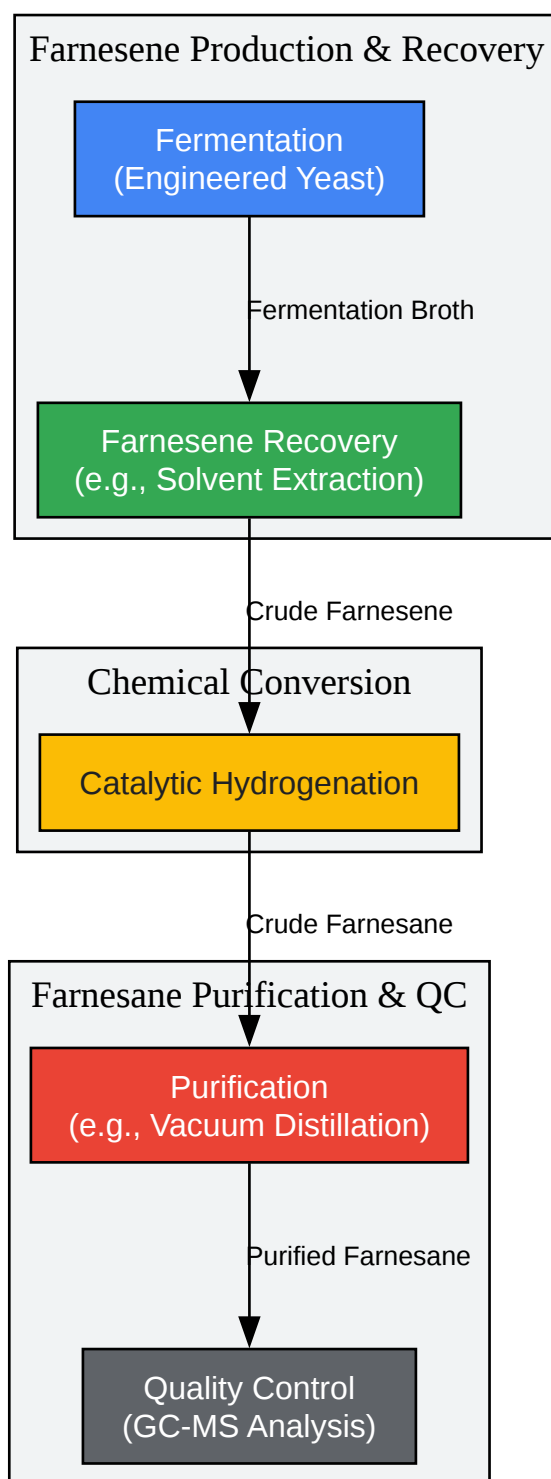 Farnesene Production & Recovery
Fermentation
(Engineered Yeast)
Fermentation Broth
Farnesene Recovery
(e.g., Solvent Extraction)
Crude Farnesene
Chemical Conversion
Catalytic Hydrogenation
Crude Farnesane
Farnesane Purification & QC
Purification
(e.g., Vacuum Distillation)
Purified Farnesane
Quality Control
(GC-MS Analysis)